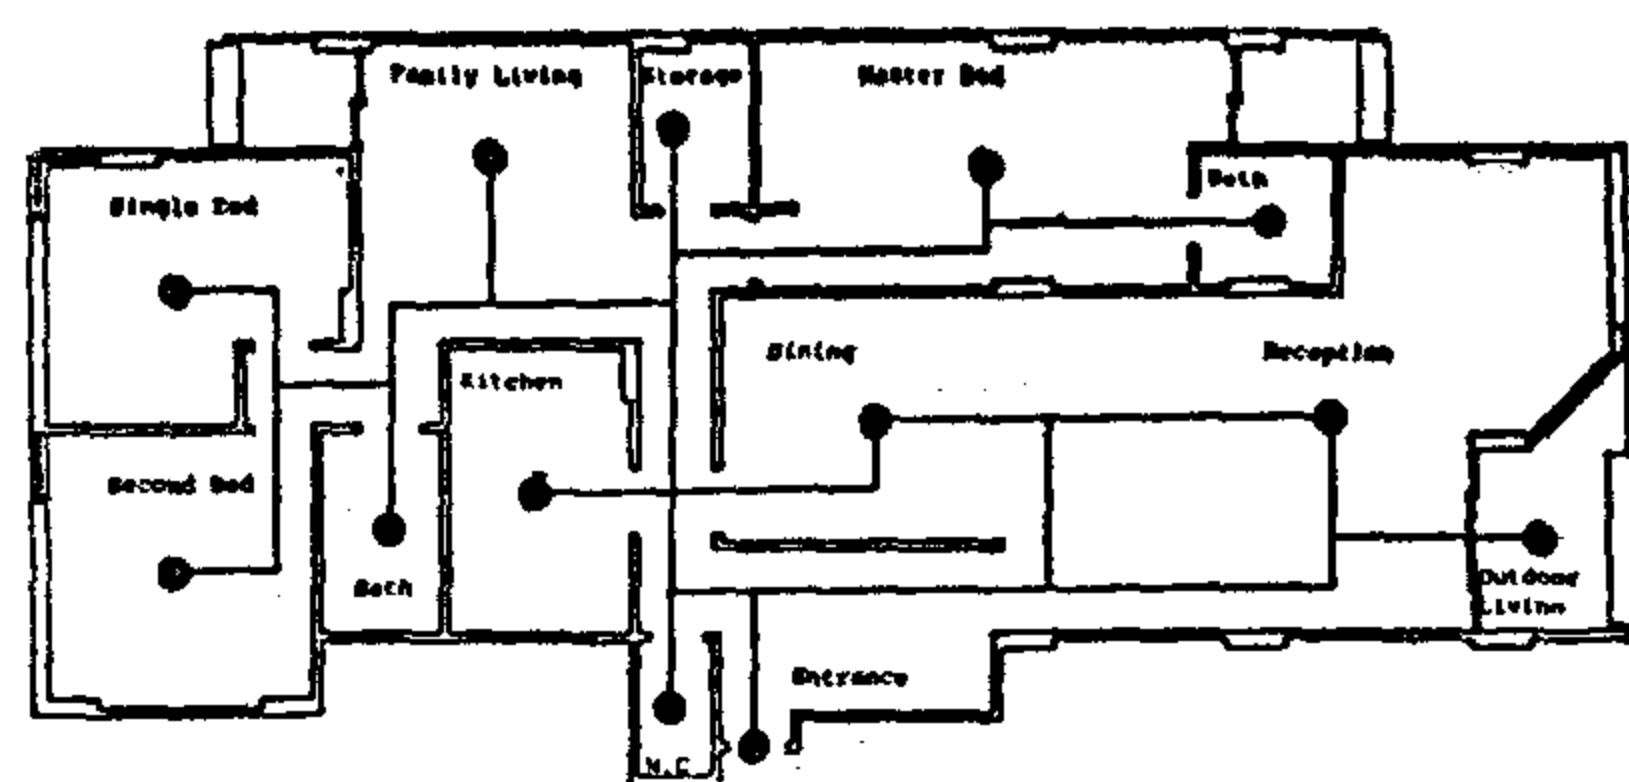 Family Living
Storage
Master Bed
Single Bed
Bath
Dining
Reception
Kitchen
Second Bed
Bath
Outdoor
Living
Entrance
W.C